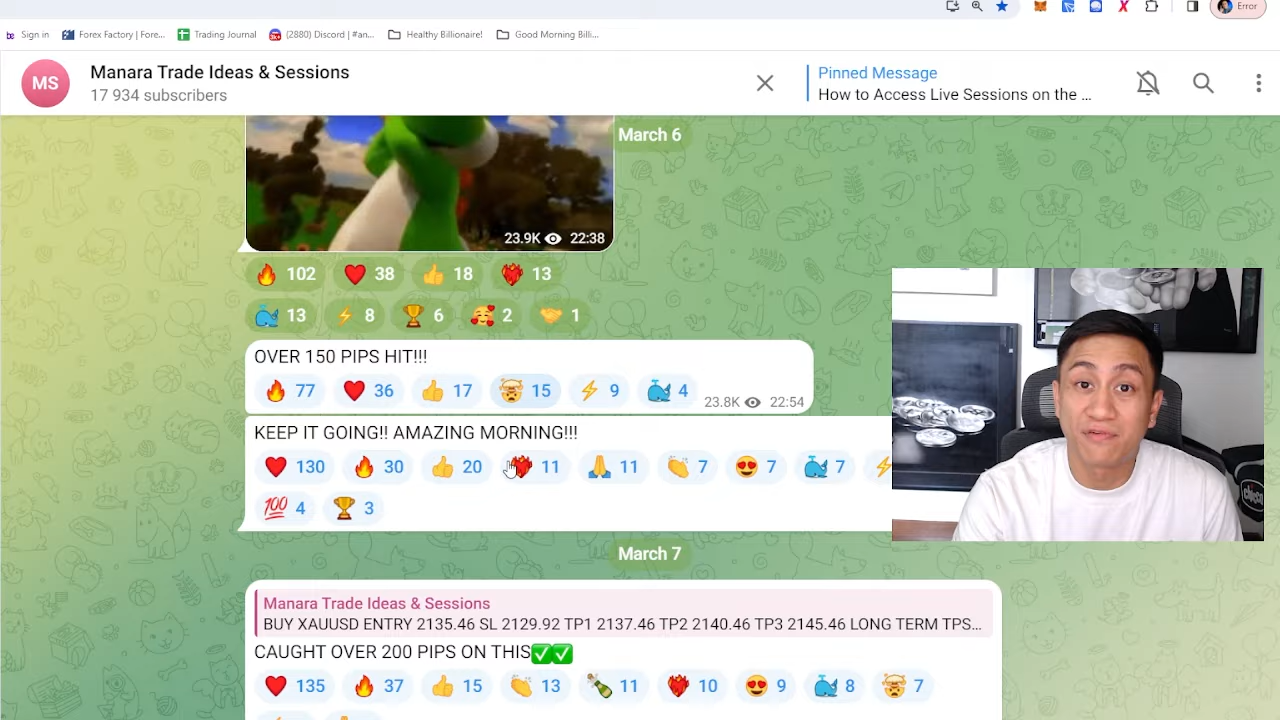 Error
Sign in
Forex Factory | Fore...
Trading Journal
(2880) Discord | #an...
Healthy Billionaire!
Good Morning Billi...
MS
Manara Trade Ideas & Sessions
17 934 subscribers
Pinned Message
How to Access Live Sessions on the ...
March 6
23.9K 22:38
102 38 18 13
13 8 6 2 1
OVER 150 PIPS HIT!!!
77 36 17 15 9 4
23.8K 22:54
KEEP IT GOING!! AMAZING MORNING!!!
130 30 20 11 11 7 7 7
💯 4 3
March 7
Manara Trade Ideas & Sessions
BUY XAUUSD ENTRY 2135.46 SL 2129.92 TP1 2137.46 TP2 2140.46 TP3 2145.46 LONG TERM TPS...
CAUGHT OVER 200 PIPS ON THIS✅✅
135 37 15 13 11 10 9 8 7